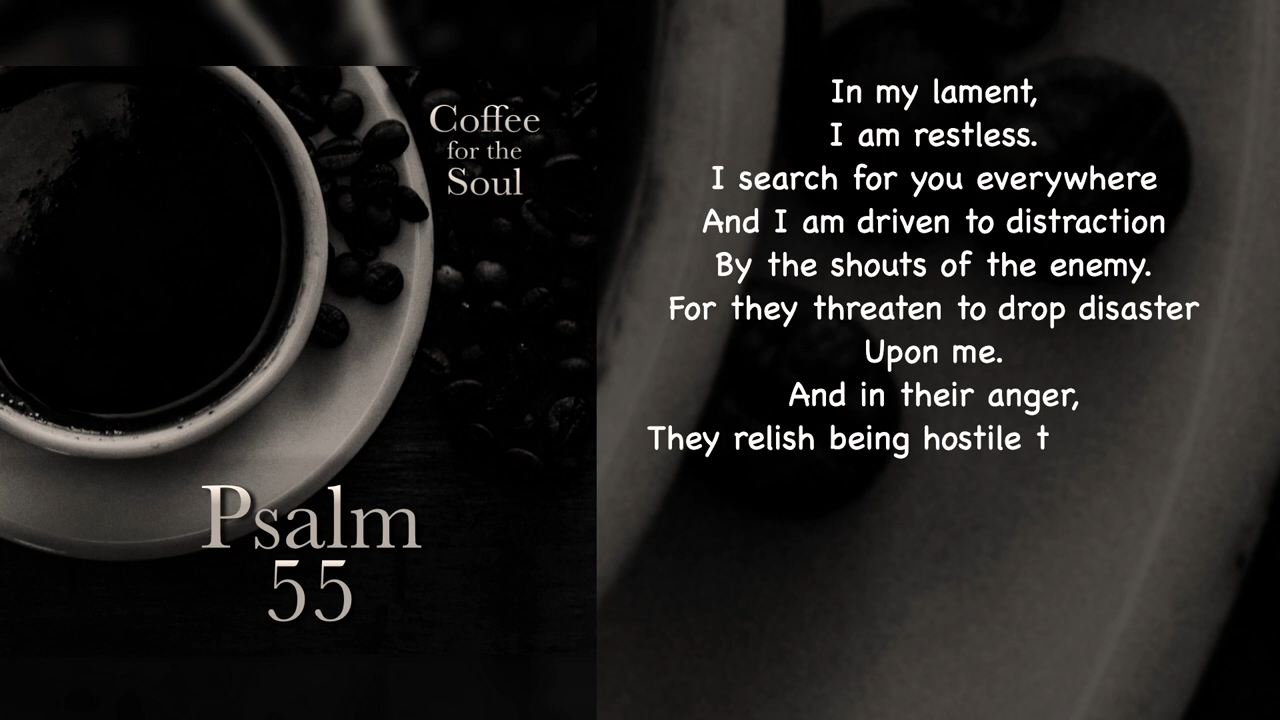 Coffee
for the
Soul
Psalm
55
In my lament,
I am restless.
I search for you everywhere
And I am driven to distraction
By the shouts of the enemy.
For they threaten to drop disaster
Upon me.
And in their anger,
They relish being hostile t